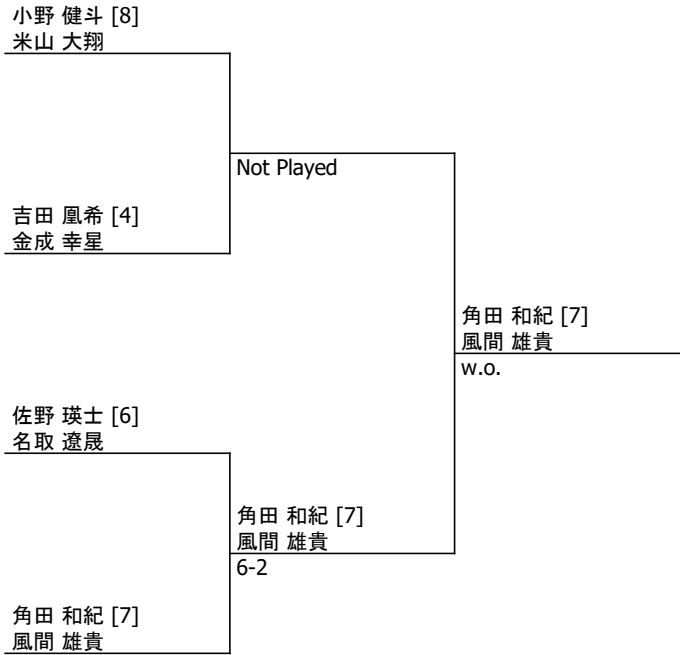 小野 健斗 [8]
米山 大翔
Not Played
吉田 凰希 [4]
金成 幸星
角田 和紀 [7]
風間 雄貴
w.o.
佐野 瑛士 [6]
名取 遼晟
角田 和紀 [7]
風間 雄貴
6-2
角田 和紀 [7]
風間 雄貴